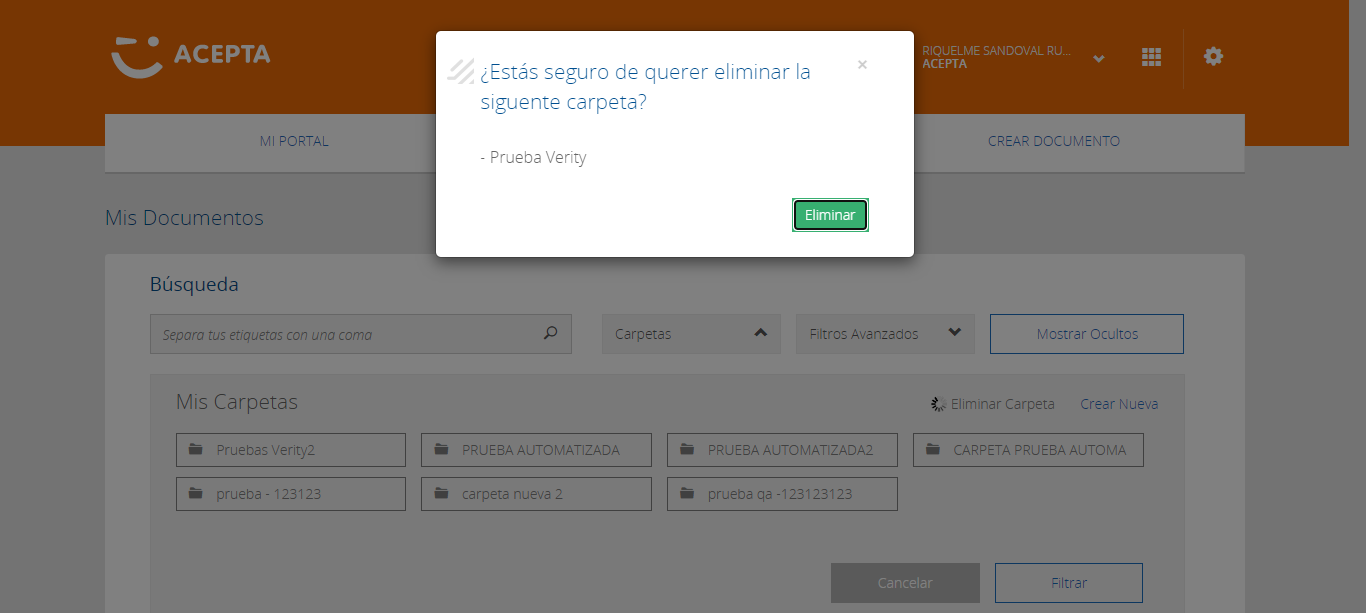 ACEPTA
RIQUELME SANDOVAL RU...
ACEPTA
¿Estás seguro de querer eliminar la
siguente carpeta?
×
- Prueba Verity
Eliminar
MI PORTAL
CREAR DOCUMENTO
Mis Documentos
Búsqueda
Separa tus etiquetas con una coma
Carpetas
Filtros Avanzados
Mostrar Ocultos
Mis Carpetas
Eliminar Carpeta
Crear Nueva
Pruebas Verity2
PRUEBA AUTOMATIZADA
PRUEBA AUTOMATIZADA2
CARPETA PRUEBA AUTOMA
prueba - 123123
carpeta nueva 2
prueba qa -123123123
Cancelar
Filtrar